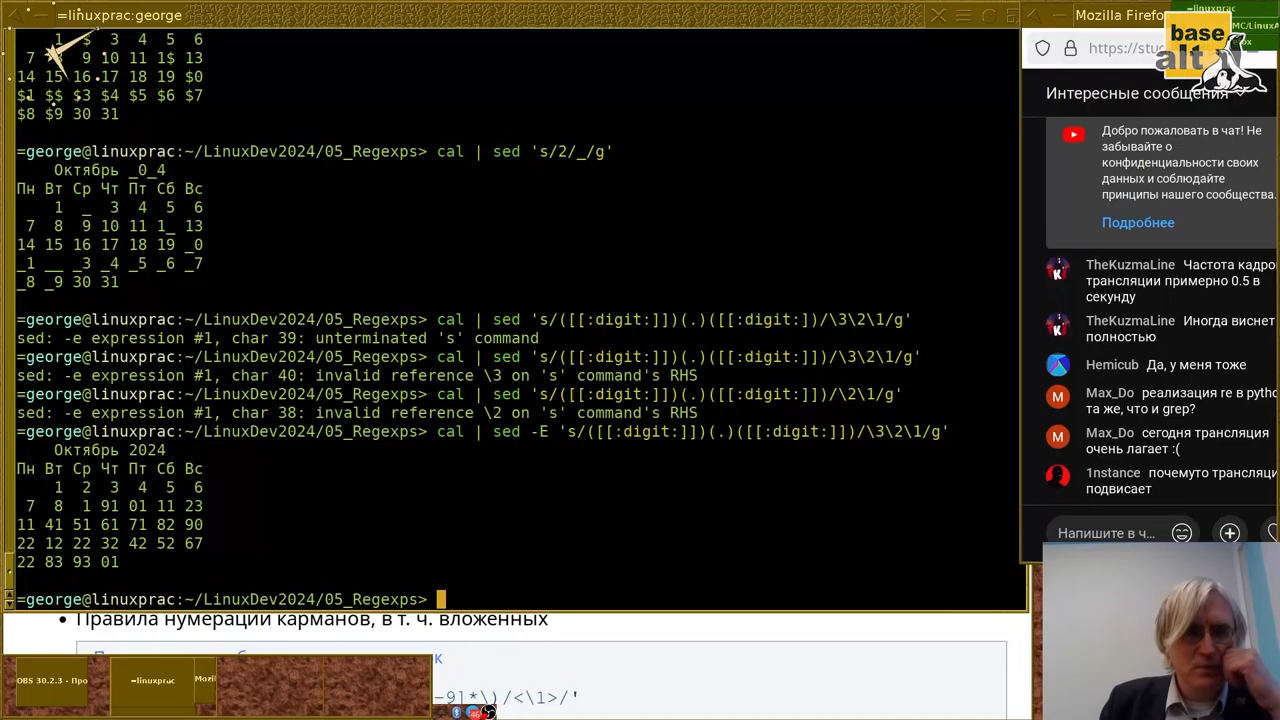 =linuxprac:george
1 $ 3 4 5 6
7 9 10 11 1$ 13
14 15 16 17 18 19 $0
$1 $$ $3 $4 $5 $6 $7
$8 $9 30 31
=george@linuxprac:~/LinuxDev2024/05_Regexps> cal | sed 's/2/_/g'
Октябрь _0_4
Пн Вт Ср Чт Пт Сб Вс
1 _ 3 4 5 6
7 8 9 10 11 1_ 13
14 15 16 17 18 19 _0
_1 __ _3 _4 _5 _6 _7
_8 _9 30 31
=george@linuxprac:~/LinuxDev2024/05_Regexps> cal | sed 's/([[:digit:]])(.)([[:digit:])/\3\2\1/g'
sed: -e expression #1, char 39: unterminated 's' command
=george@linuxprac:~/LinuxDev2024/05_Regexps> cal | sed 's/([[:digit:]])(.)([[:digit:]])/\3\2\1/g'
sed: -e expression #1, char 40: invalid reference \3 on 's' command's RHS
=george@linuxprac:~/LinuxDev2024/05_Regexps> cal | sed 's/([[:digit:]])(.)([[:digit:]])/\2\1/g'
sed: -e expression #1, char 38: invalid reference \2 on 's' command's RHS
=george@linuxprac:~/LinuxDev2024/05_Regexps> cal | sed -E 's/([[:digit:]])(.)([[:digit:]])/\3\2\1/g'
Октябрь 2024
Пн Вт Ср Чт Пт Сб Вс
1 2 3 4 5 6
7 8 1 91 01 11 23
11 41 51 61 71 82 90
22 12 22 32 42 52 67
22 83 93 01
=george@linuxprac:~/LinuxDev2024/05_Regexps>
Правила нумерации карманов, в т. ч. вложенных
к
-9]*\)/<\1>/'
OBS 30.2.3 - Про
=linuxprac
Mozil
Mozilla Firefo
=linuxprac
MC/LinuxA
base
alt
https://stu
Интересные сообщения
Добро пожаловать в чат! Не
забывайте о
конфиденциальности своих
данных и соблюдайте
принципы нашего сообщества.
Подробнее
TheKuzmaLine Частота кадро
трансляции примерно 0.5 в
секунду
TheKuzmaLine Иногда виснет
полностью
Hemicub Да, у меня тоже
Max_Do реализация re в pytho
та же, что и grep?
Max_Do сегодня трансляция
очень лагает :(
1nstance почемуто трансляци
подвисает
Напишите в ч...